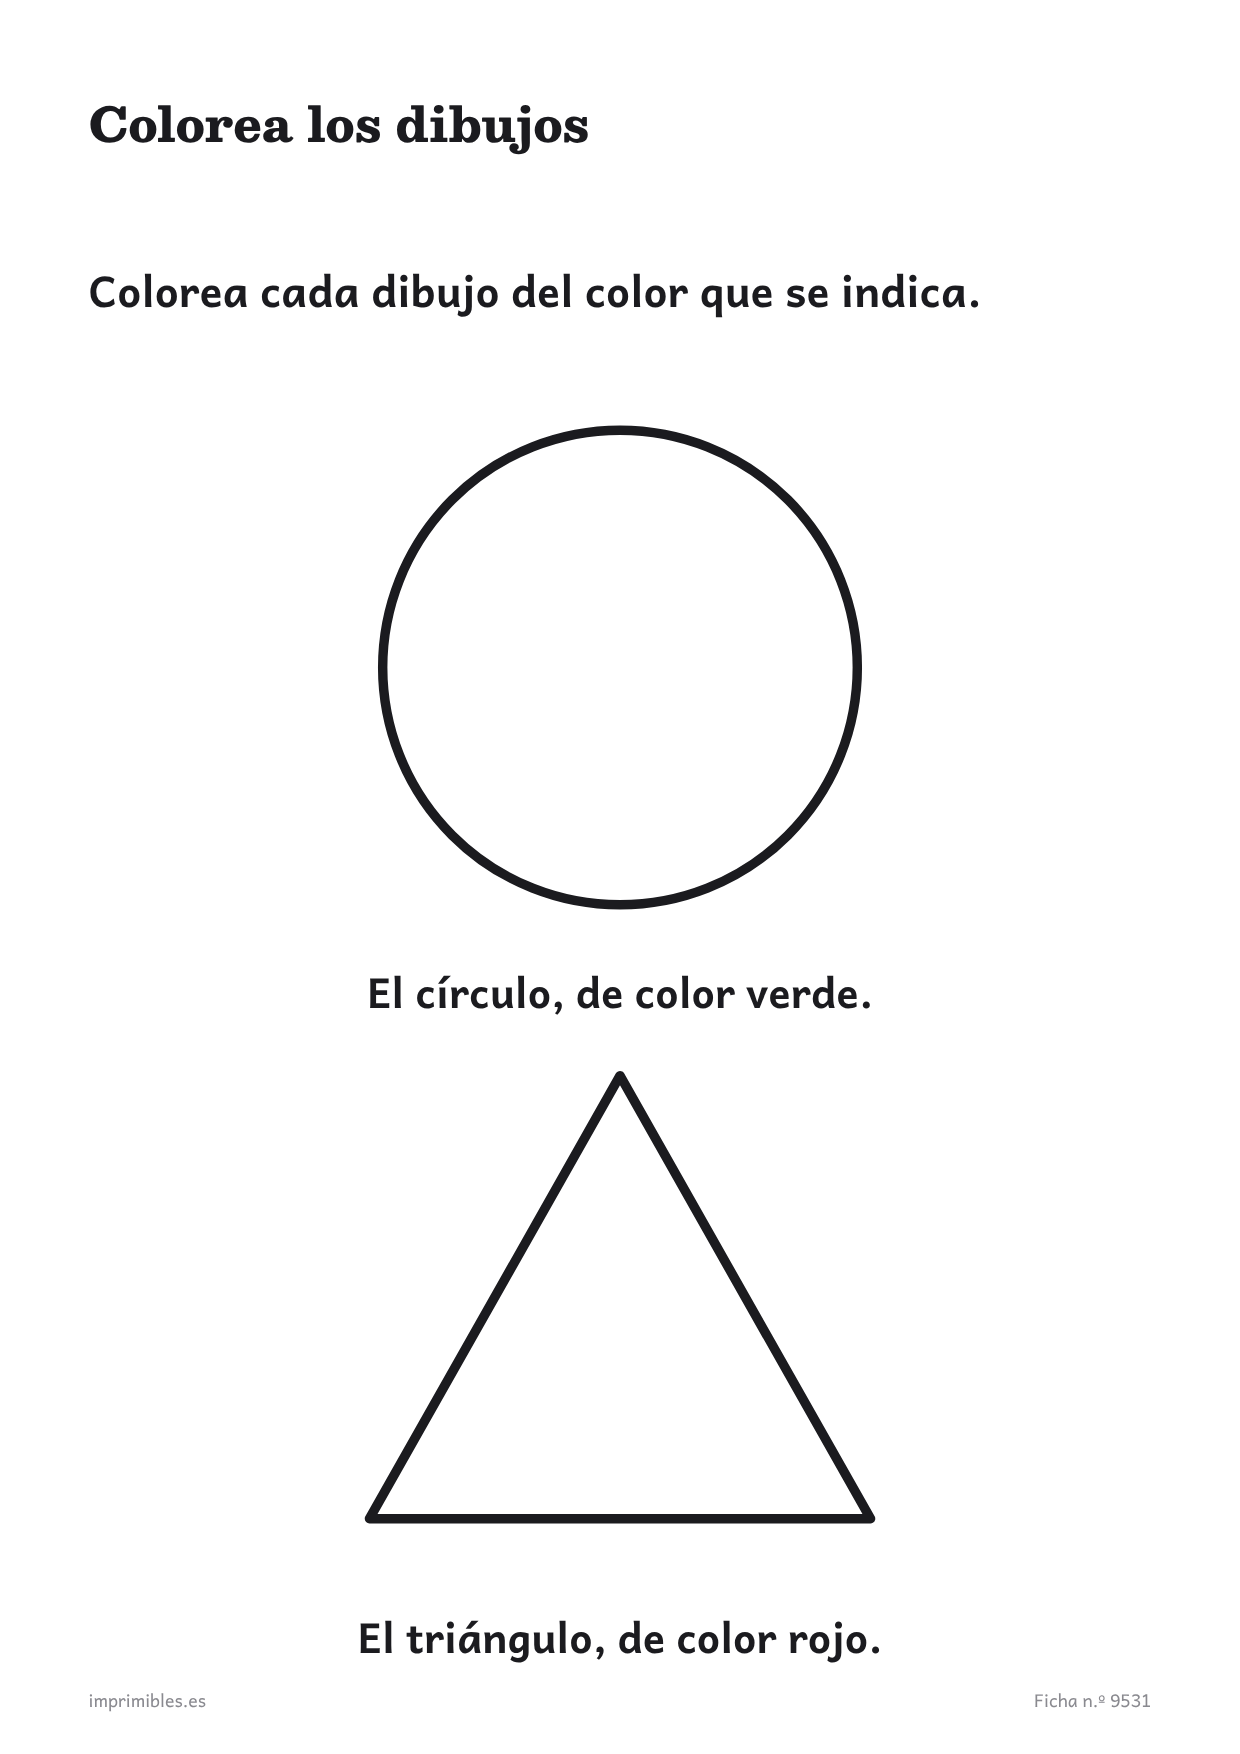 Colorea los dibujos
Colorea cada dibujo del color que se indica.
El círculo, de color verde.
El triángulo, de color rojo.
imprimibles.es
Ficha n.º 9531